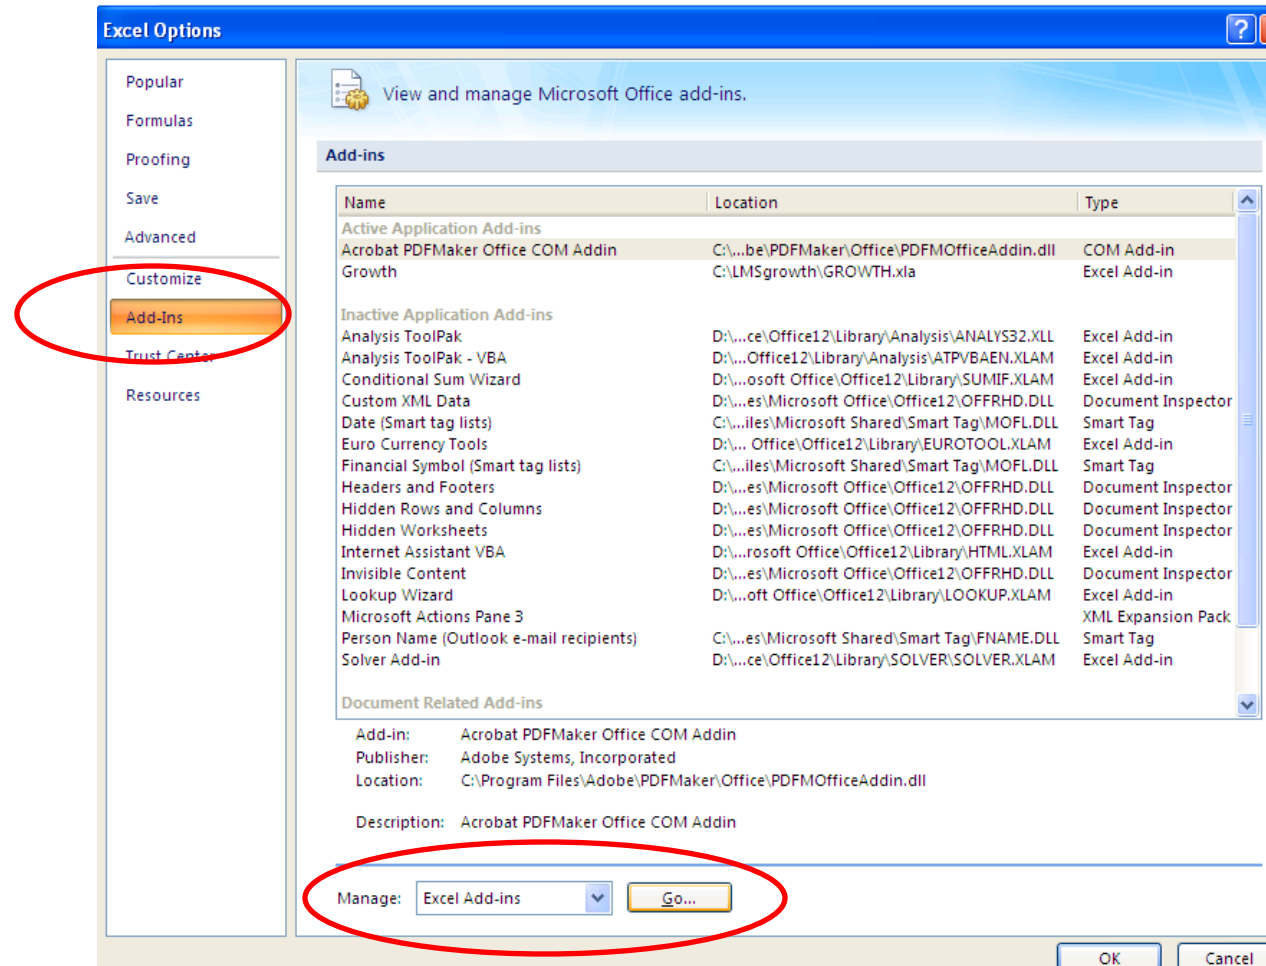 Excel Options
?
Popular
Formulas
Proofing
Save
Advanced
Customize
Add-Ins
Trust Center
Resources
View and manage Microsoft Office add-ins.
Add-ins
Name Location Type
Active Application Add-ins
Acrobat PDFMaker Office COM Addin C:\...be\PDFMaker\Office\PDFMOfficeAddin.dll COM Add-in
Growth C:\LMSgrowth\GROWTH.xla Excel Add-in
Inactive Application Add-ins
Analysis ToolPak D:\...ce\Office12\Library\Analysis\ANALYS32.XLL Excel Add-in
Analysis ToolPak - VBA D:\...Office12\Library\Analysis\ATPVBAEN.XLAM Excel Add-in
Conditional Sum Wizard D:\...osoft Office\Office12\Library\SUMIF.XLAM Excel Add-in
Custom XML Data D:\...es\Microsoft Office\Office12\OFFRHD.DLL Document Inspector
Date (Smart tag lists) C:\...iles\Microsoft Shared\Smart Tag\MOFL.DLL Smart Tag
Euro Currency Tools D:\... Office\Office12\Library\EUROTOOL.XLAM Excel Add-in
Financial Symbol (Smart tag lists) C:\...iles\Microsoft Shared\Smart Tag\MOFL.DLL Smart Tag
Headers and Footers D:\...es\Microsoft Office\Office12\OFFRHD.DLL Document Inspector
Hidden Rows and Columns D:\...es\Microsoft Office\Office12\OFFRHD.DLL Document Inspector
Hidden Worksheets D:\...es\Microsoft Office\Office12\OFFRHD.DLL Document Inspector
Internet Assistant VBA D:\...rosoft Office\Office12\Library\HTML.XLAM Excel Add-in
Invisible Content D:\...es\Microsoft Office\Office12\OFFRHD.DLL Document Inspector
Lookup Wizard D:\...oft Office\Office12\Library\LOOKUP.XLAM Excel Add-in
Microsoft Actions Pane 3 XML Expansion Pack
Person Name (Outlook e-mail recipients) C:\...es\Microsoft Shared\Smart Tag\FNAME.DLL Smart Tag
Solver Add-in D:\...ce\Office12\Library\SOLVER\SOLVER.XLAM Excel Add-in
Document Related Add-ins
Add-in: Acrobat PDFMaker Office COM Addin
Publisher: Adobe Systems, Incorporated
Location: C:\Program Files\Adobe\PDFMaker\Office\PDFMOfficeAddin.dll
Description: Acrobat PDFMaker Office COM Addin
Manage: Excel Add-ins Go...
OK Cancel